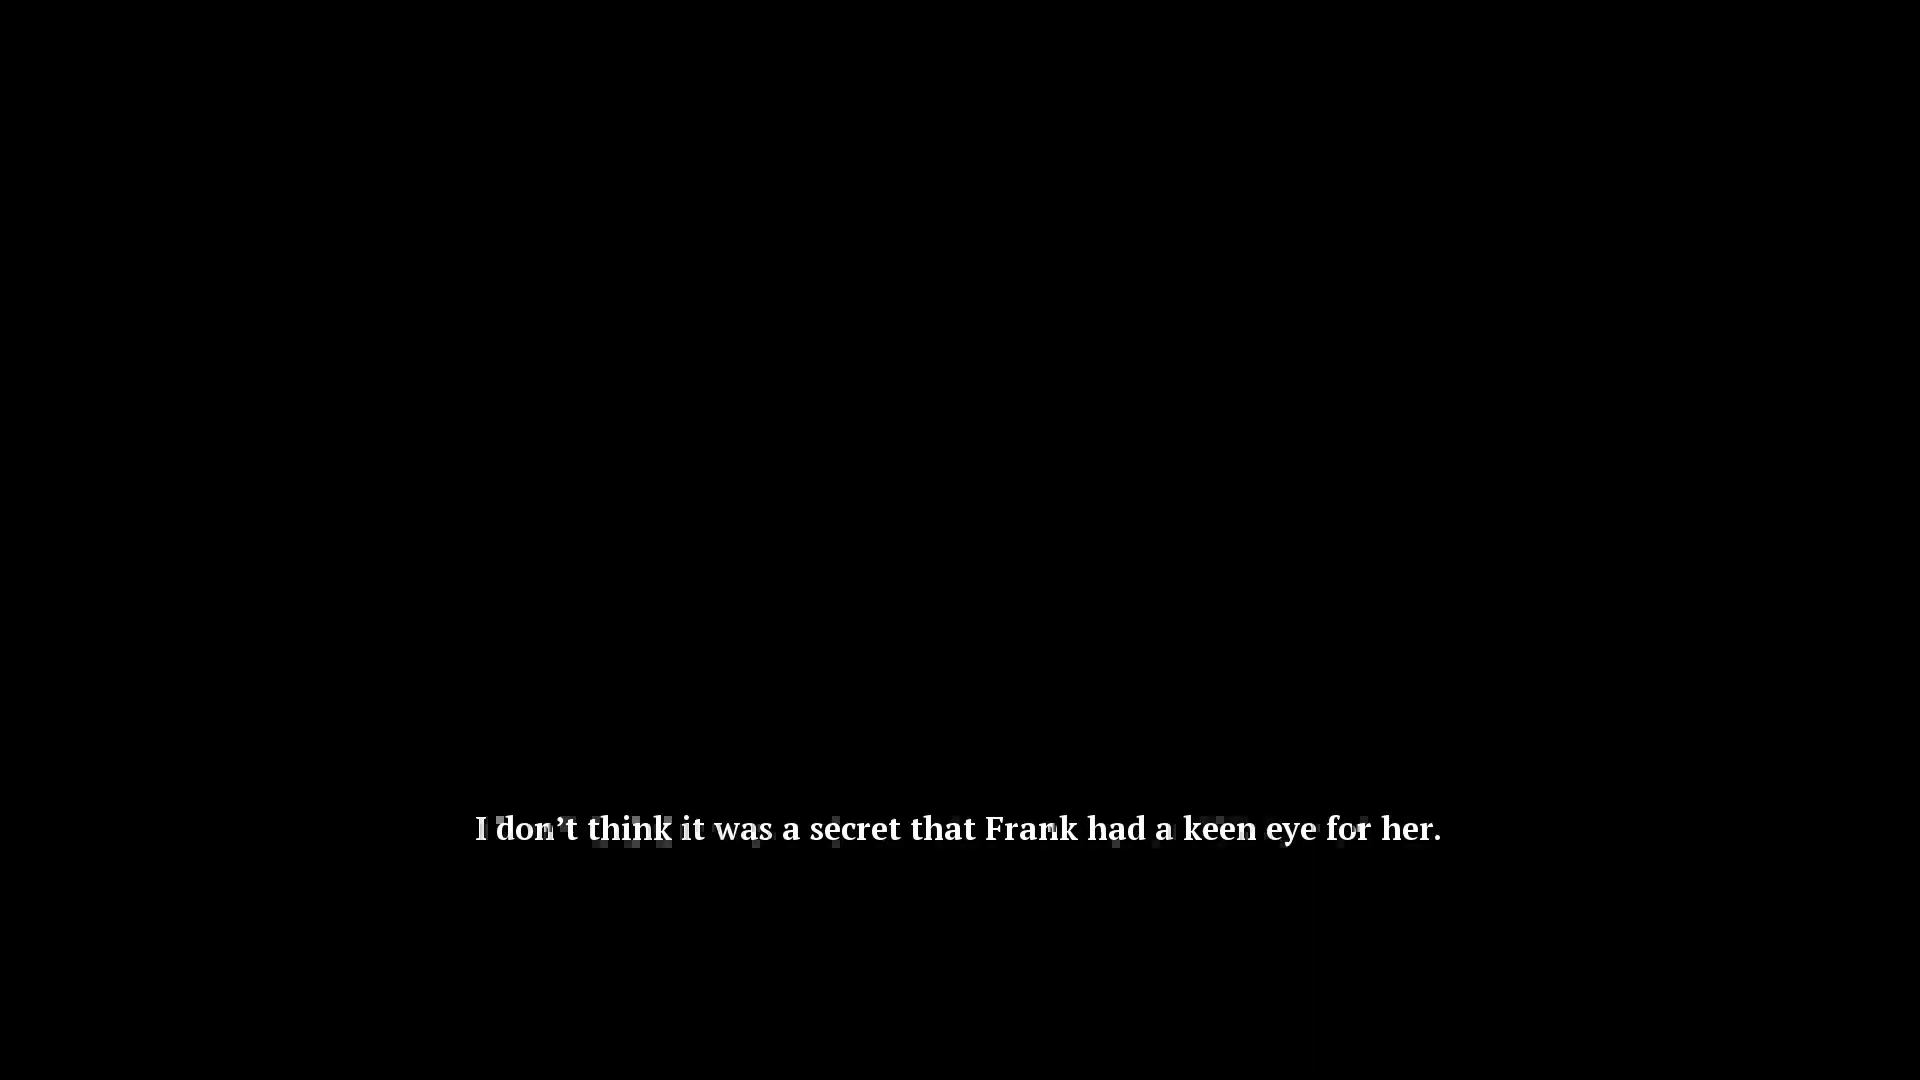 I don’t think it was a secret that Frank had a keen eye for her.